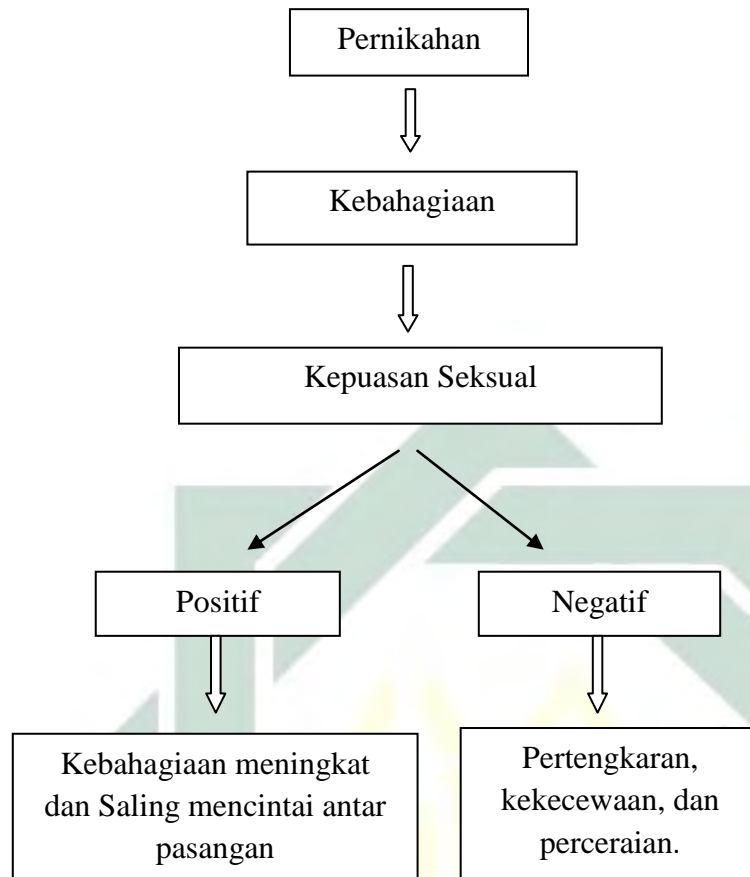 Pernikahan
Kebahagiaan
Kepuasan Seksual
Positif
Negatif
Kebahagiaan meningkat
dan Saling mencintai antar
pasangan
Pertengkaran,
kekecewaan, dan
perceraian.